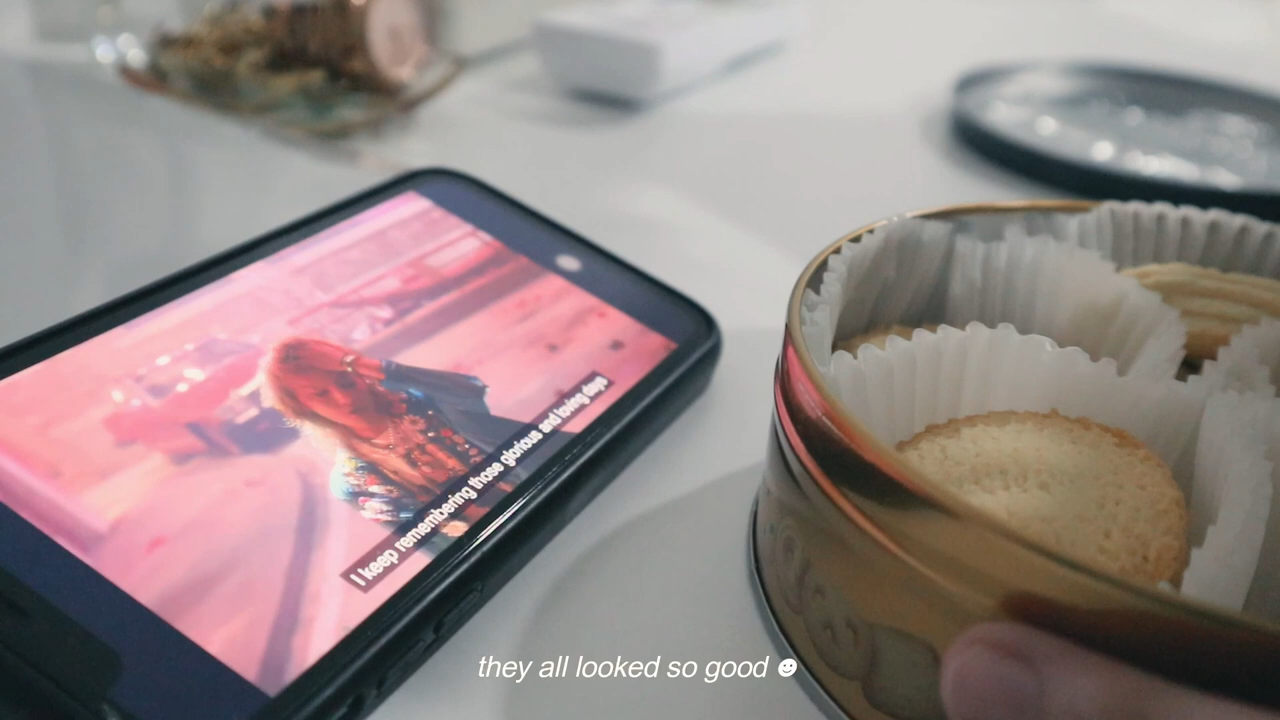 I keep remembering those glorious and loving days
they all looked so good ☻